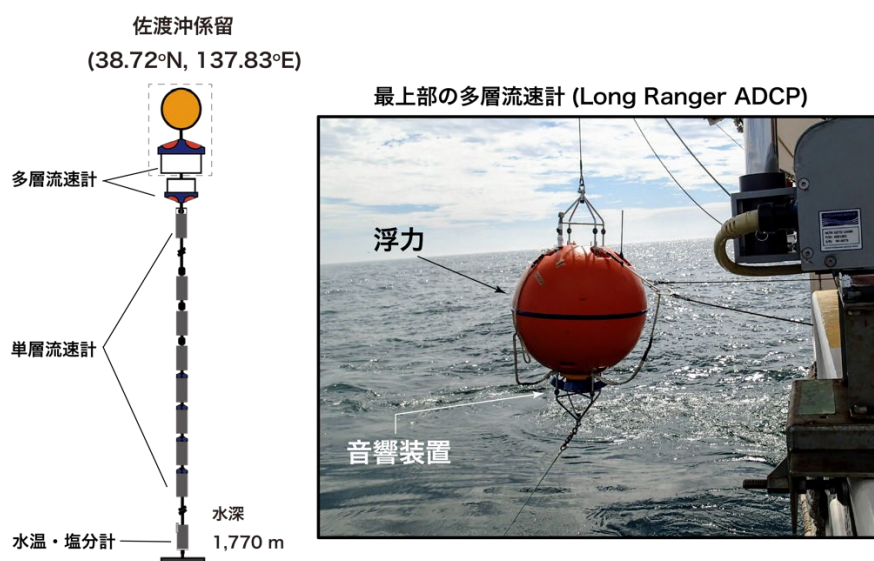 佐渡沖係留
(38.72°N, 137.83°E)
多層流速計
単層流速計
水温・塩分計
水深
1,770 m
最上部の多層流速計 (Long Ranger ADCP)
浮力
音響装置